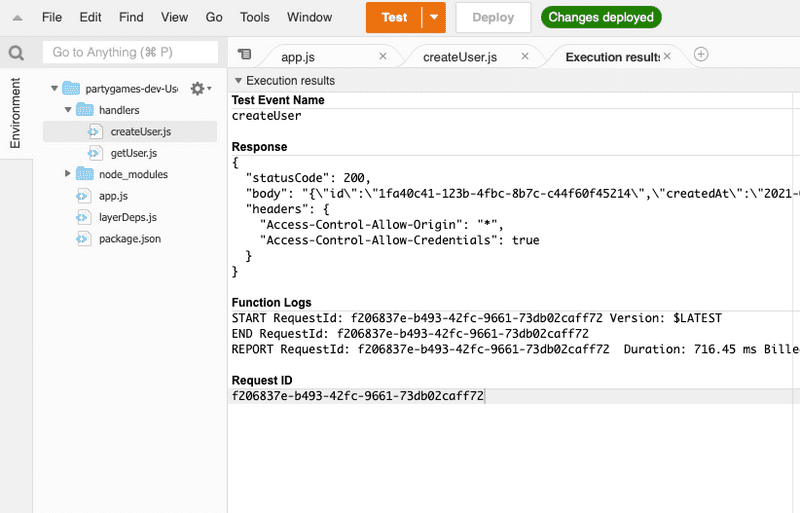 File Edit Find View Go Tools Window Test Deploy Changes deployed
Go to Anything (⌘ P)
app.js createUser.js Execution results
Environment
partygames-dev-Use
handlers
createUser.js
getUser.js
node_modules
app.js
layerDeps.js
package.json
Execution results
Test Event Name
createUser
Response
{
"statusCode": 200,
"body": "{\"id\":\"1fa40c41-123b-4fbc-8b7c-c44f60f45214\",\"createdAt\":\"2021-
"headers": {
"Access-Control-Allow-Origin": "*",
"Access-Control-Allow-Credentials": true
}
}
Function Logs
START RequestId: f206837e-b493-42fc-9661-73db02caff72 Version: $LATEST
END RequestId: f206837e-b493-42fc-9661-73db02caff72
REPORT RequestId: f206837e-b493-42fc-9661-73db02caff72 Duration: 716.45 ms Bille
Request ID
f206837e-b493-42fc-9661-73db02caff72